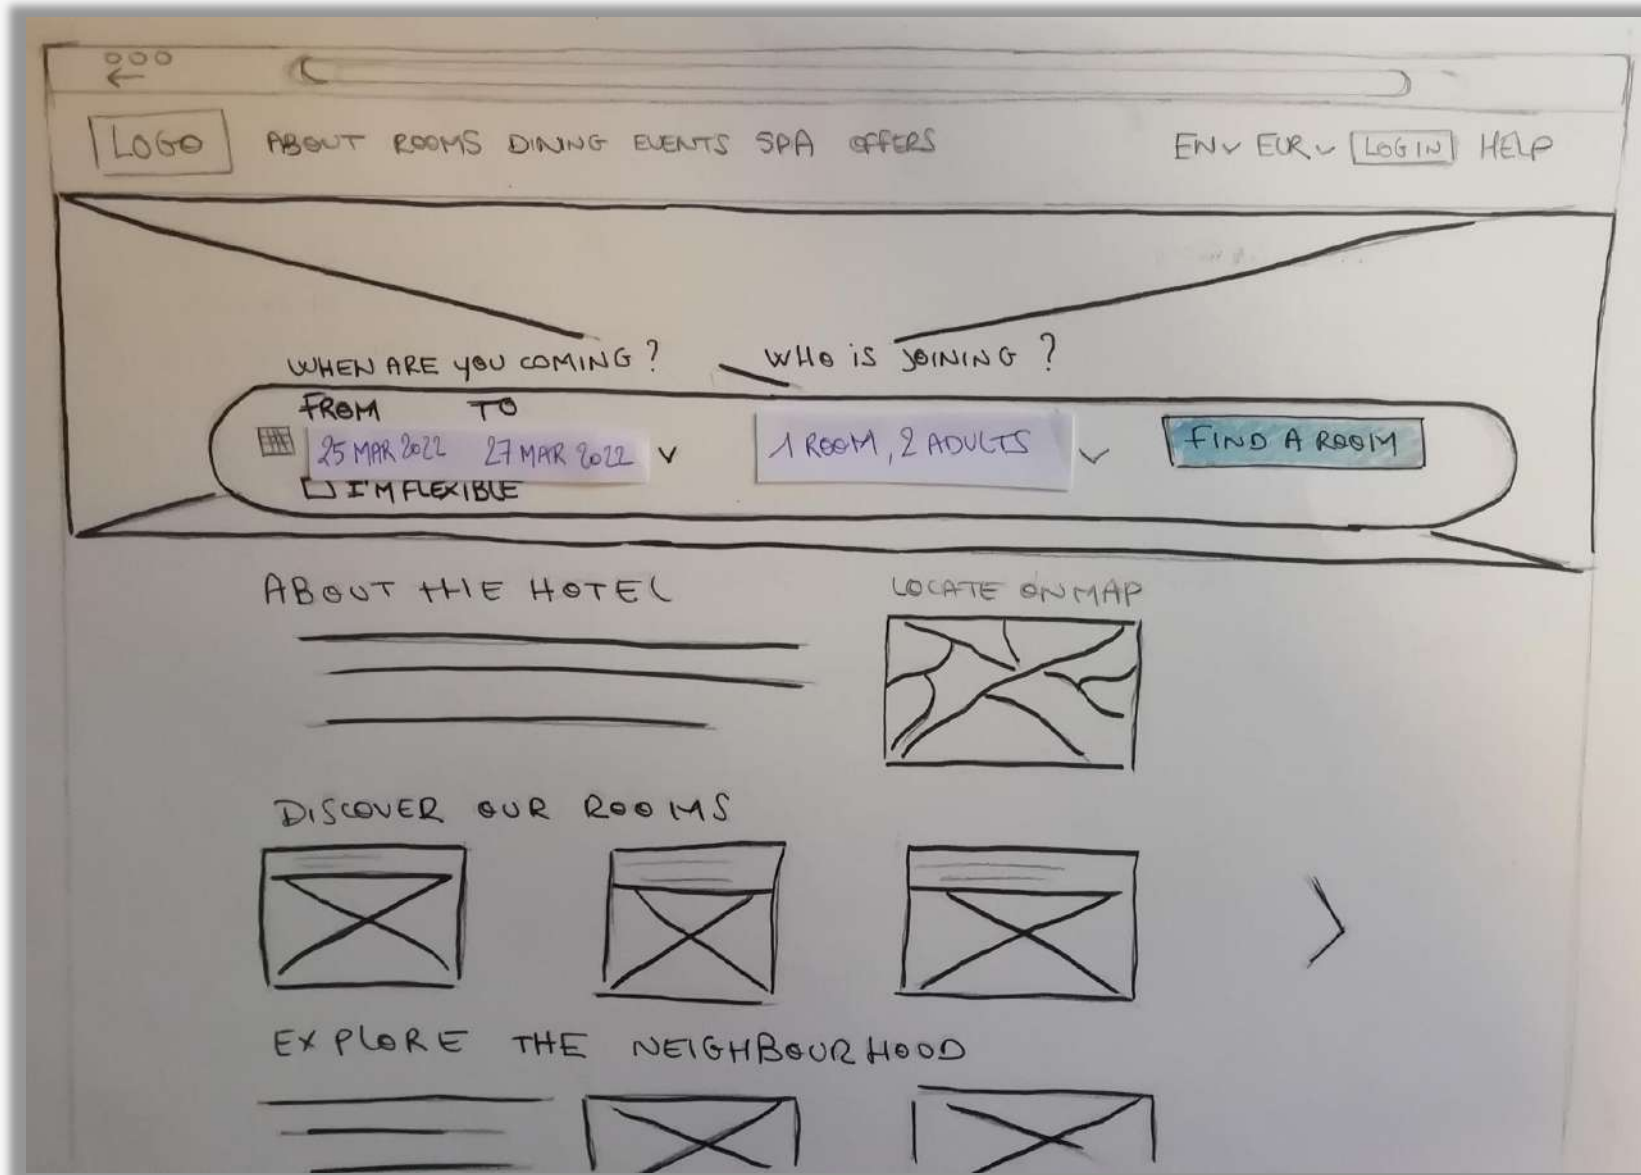 LOGO ABOUT ROOMS DINING EVENTS SPA OFFERS EN EUR LOGIN HELP
WHEN ARE YOU COMING? WHO IS JOINING?
FROM TO
25 MAR 2022 27 MAR 2022 1 ROOM, 2 ADULTS FIND A ROOM
I'M FLEXIBLE
ABOUT THE HOTEL LOCATE ON MAP
DISCOVER OUR ROOMS
EXPLORE THE NEIGHBOURHOOD